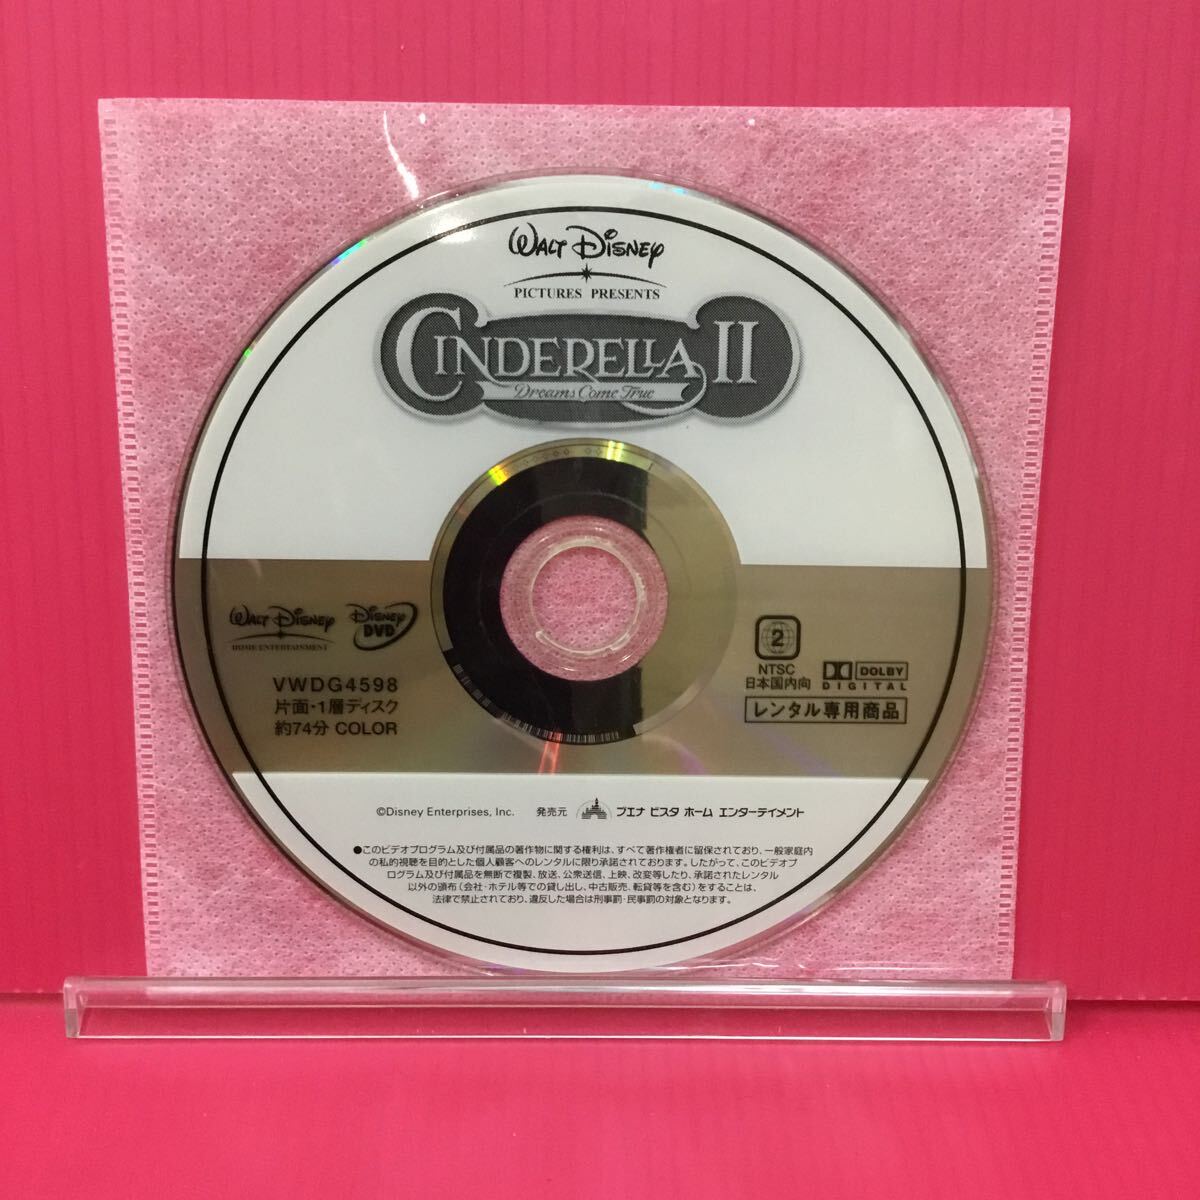 WALT DISNEY
PICTURES PRESENTS
CINDERELLA II
Dreams Come True
WALT DISNEY
HOME ENTERTAINMENT
DISNEY
DVD
VWDG4598
片面・1層ディスク
約74分 COLOR
2
NTSC
日本国内向
DOLBY
DIGITAL
レンタル専用商品
©Disney Enterprises, Inc. 発売元 ブエナ ビスタ ホーム エンターテイメント
●このビデオプログラム及び付属品の著作物に関する権利は、すべて著作権者に留保されており、一般家庭内
の私的視聴を目的とした個人顧客へのレンタルに限り承諾されております。したがって、このビデオプ
ログラム及び付属品を無断で複製、放送、公衆送信、上映、改変等したり、承諾されたレンタル
以外の頒布(会社・ホテル等での貸し出し、中古販売、転貸等を含む)をすることは、
法律で禁止されており、違反した場合は刑事罰・民事罰の対象となります。